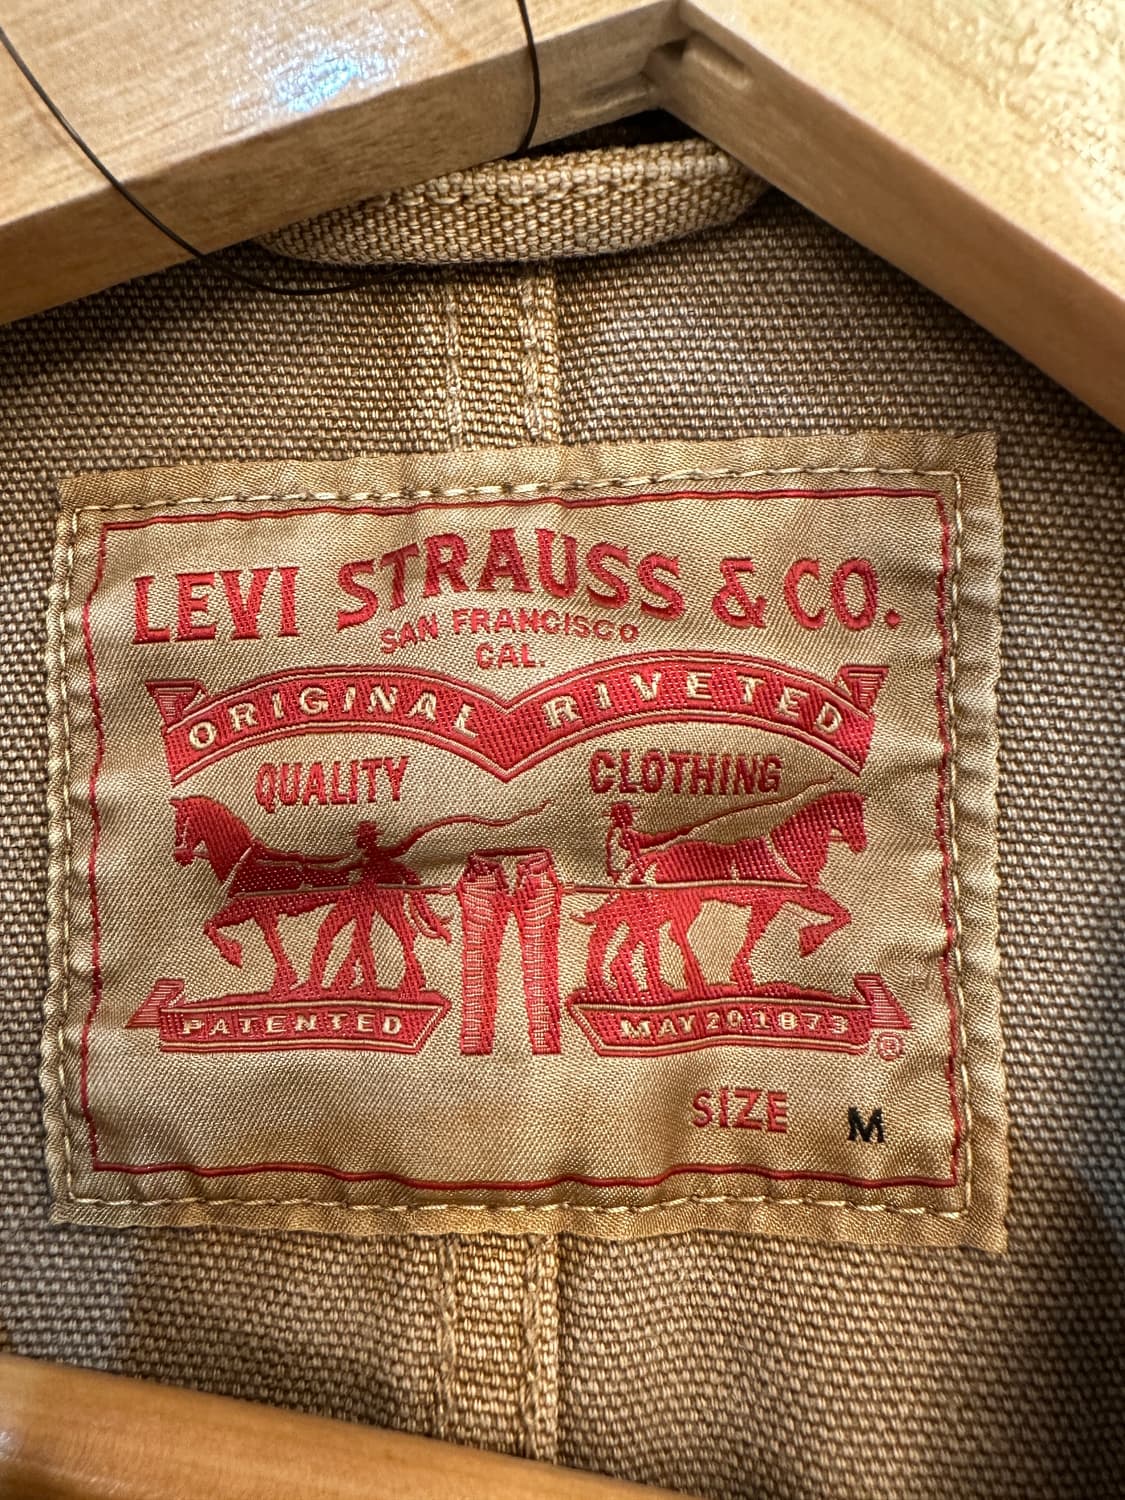 LEVI STRAUSS & CO.
SAN FRANCISCO
CAL.
ORIGINAL RIVETED
QUALITY CLOTHING
PATENTED MAY 20 1873
®
SIZE M